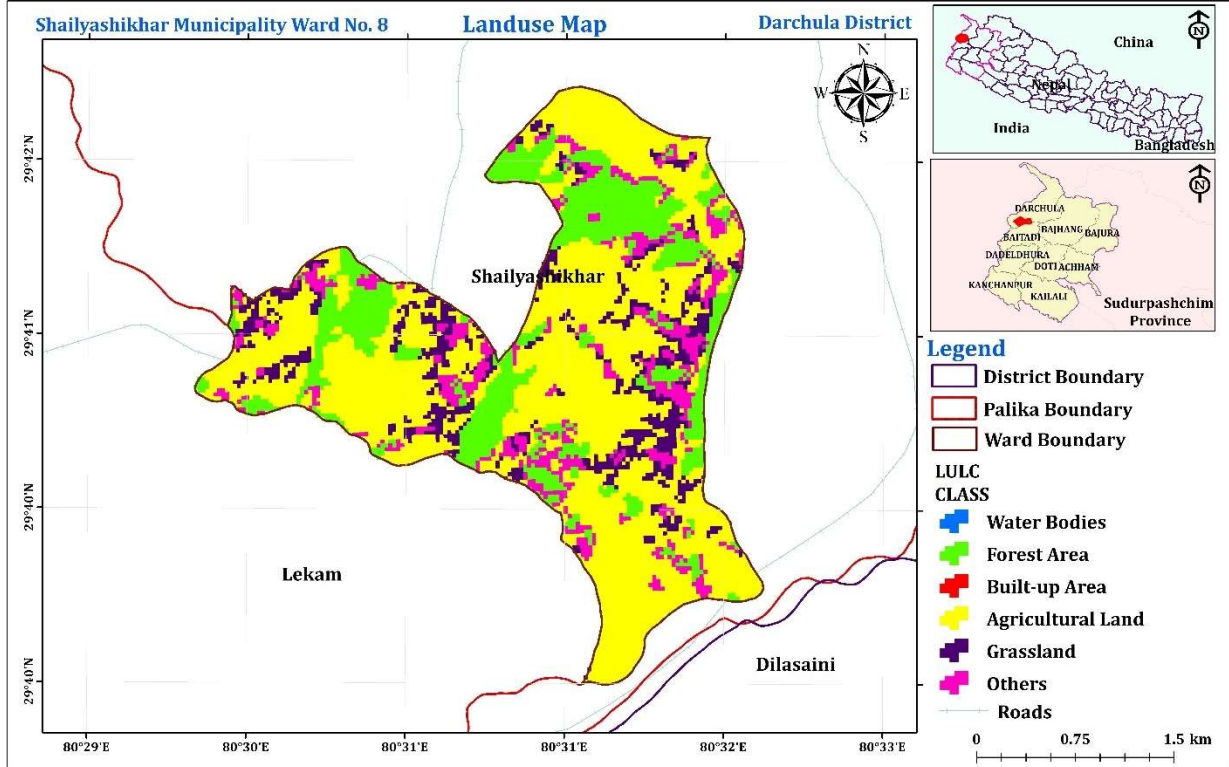 Shailyashikhar Municipality Ward No. 8
Landuse Map
Darchula District
N
W
E
S
29°42'N
29°41'N
29°40'N
29°40'N
80°29'E
80°30'E
80°31'E
80°31'E
80°32'E
80°33'E
Shailyashikhar
Lekam
Dilasaini
N
China
Nepal
India
Bangladesh
N
DARCHULA
BAJHANG
BAJURA
BAITADI
DADELDHURA
DOTI
ACHHAM
KANCHANPUR
KAILALI
Sudurpashchim
Province
Legend
District Boundary
Palika Boundary
Ward Boundary
LULC
CLASS
Water Bodies
Forest Area
Built-up Area
Agricultural Land
Grassland
Others
Roads
0 0.75 1.5 km